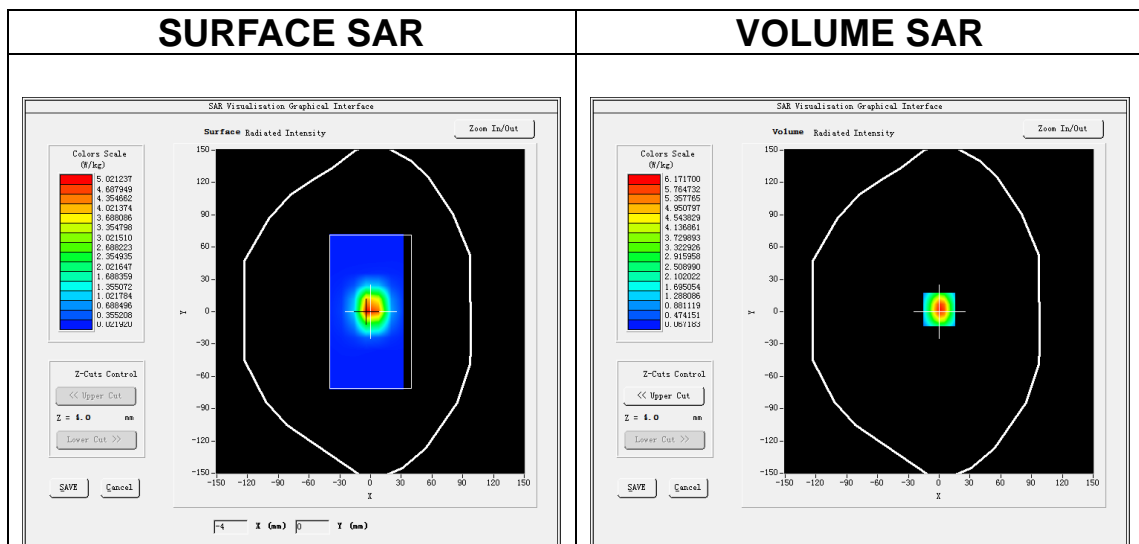 SURFACE SAR
VOLUME SAR
SAR Visualisation Graphical Interface
Surface Radiated Intensity
Zoom In/Out
Colors Scale
(W/kg)
5.021237
4.687949
4.354662
4.021374
3.688086
3.354798
3.021510
2.688223
2.354935
2.021647
1.688359
1.355072
1.021784
0.688496
0.355208
0.021920
150
120
90
60
30
0
-30
-60
-90
-120
-150
Y
-150 -120 -90 -60 -30 0 30 60 90 120 150
X
Z-Cuts Control
<< Upper Cut
Z = 4.0 mm
Lower Cut >>
SAVE
Cancel
-4 X (mm) 0 Y (mm)
SAR Visualisation Graphical Interface
Volume Radiated Intensity
Zoom In/Out
Colors Scale
(W/kg)
6.171700
5.764732
5.357765
4.950797
4.543829
4.136861
3.729893
3.322926
2.915958
2.508990
2.102022
1.695054
1.288086
0.881119
0.474151
0.067183
150
120
90
60
30
0
-30
-60
-90
-120
-150
Y
-150 -120 -90 -60 -30 0 30 60 90 120 150
X
Z-Cuts Control
<< Upper Cut
Z = 4.0 mm
Lower Cut >>
SAVE
Cancel